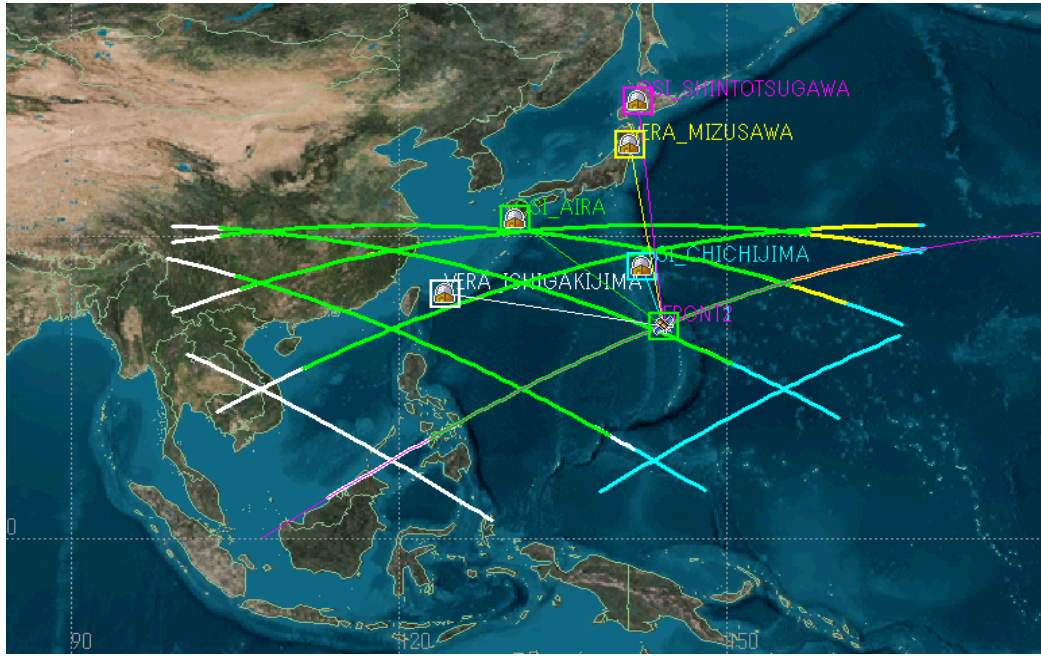 GSI_SHINTOTSUGAWA
VERA_MIZUSAWA
GSI_AIRA
GSI_CHICHIJIMA
VERA_ISHIGAKIJIMA
FRONT2
0
90
120
150